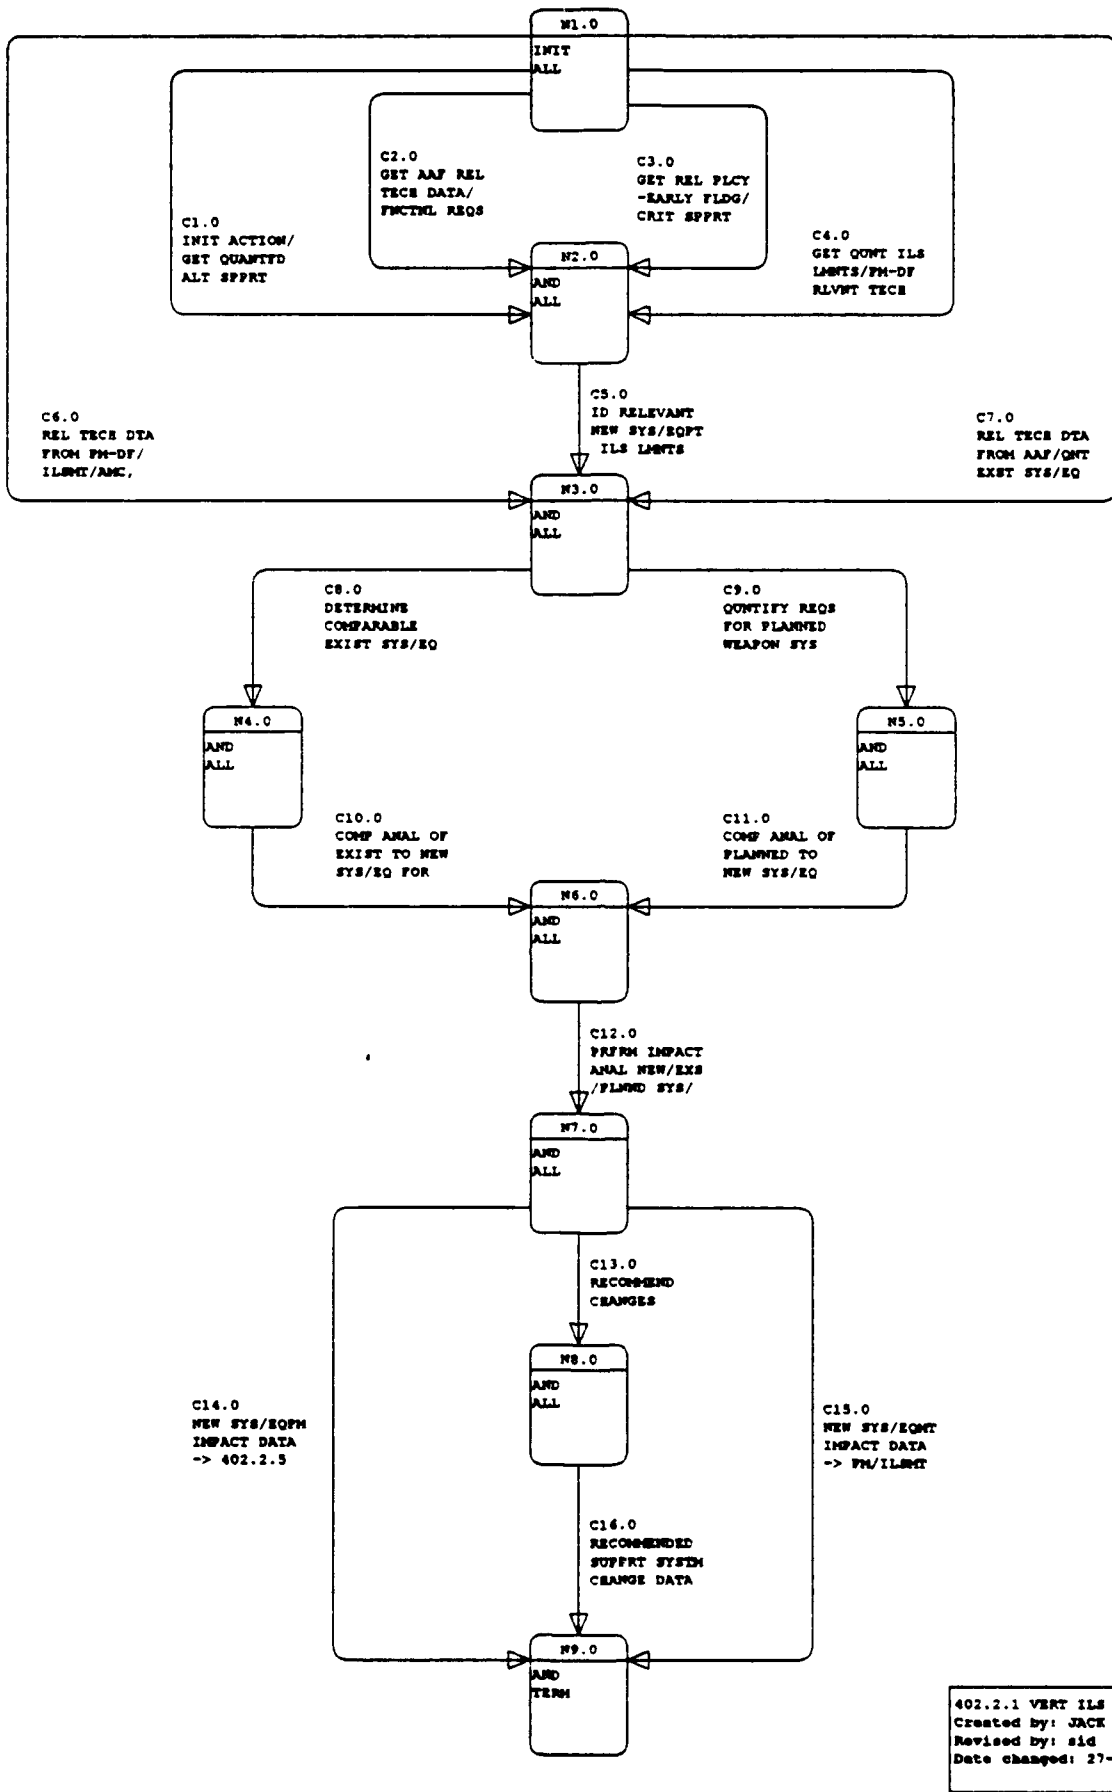 N1.0
INIT
ALL
C2.0
GET AAF REL
TECH DATA/
FNCTNL REQS
C3.0
GET REL PLCY
-EARLY FLDG/
CRIT SPPRT
C1.0
INIT ACTION/
GET QUANTFD
ALT SPPRT
C4.0
GET QUNT ILS
LMNTS/PM-DF
RLVNT TECH
N2.0
AND
ALL
C5.0
ID RELEVANT
NEW SYS/EQPT
ILS LMNTS
C6.0
REL TECH DTA
FROM PM-DF/
ILSMT/AMC,
C7.0
REL TECH DTA
FROM AAF/QNT
EXST SYS/EQ
N3.0
AND
ALL
C8.0
DETERMINE
COMPARABLE
EXIST SYS/EQ
C9.0
QUNTIFY REQS
FOR PLANNED
WEAPON SYS
N4.0
AND
ALL
N5.0
AND
ALL
C10.0
COMP ANAL OF
EXIST TO NEW
SYS/EQ FOR
C11.0
COMP ANAL OF
PLANNED TO
NEW SYS/EQ
N6.0
AND
ALL
C12.0
PRFRM IMPACT
ANAL NEW/EXS
/PLNND SYS/
N7.0
AND
ALL
C13.0
RECOMMEND
CHANGES
N8.0
AND
ALL
C14.0
NEW SYS/EQPM
IMPACT DATA
-> 402.2.5
C15.0
NEW SYS/EQMT
IMPACT DATA
-> PM/ILSMT
C16.0
RECOMMENDED
SUPPRT SYSTM
CHANGE DATA
N9.0
AND
TERM
402.2.1 VERT ILS
Created by: JACK
Revised by: sid
Date changed: 27-